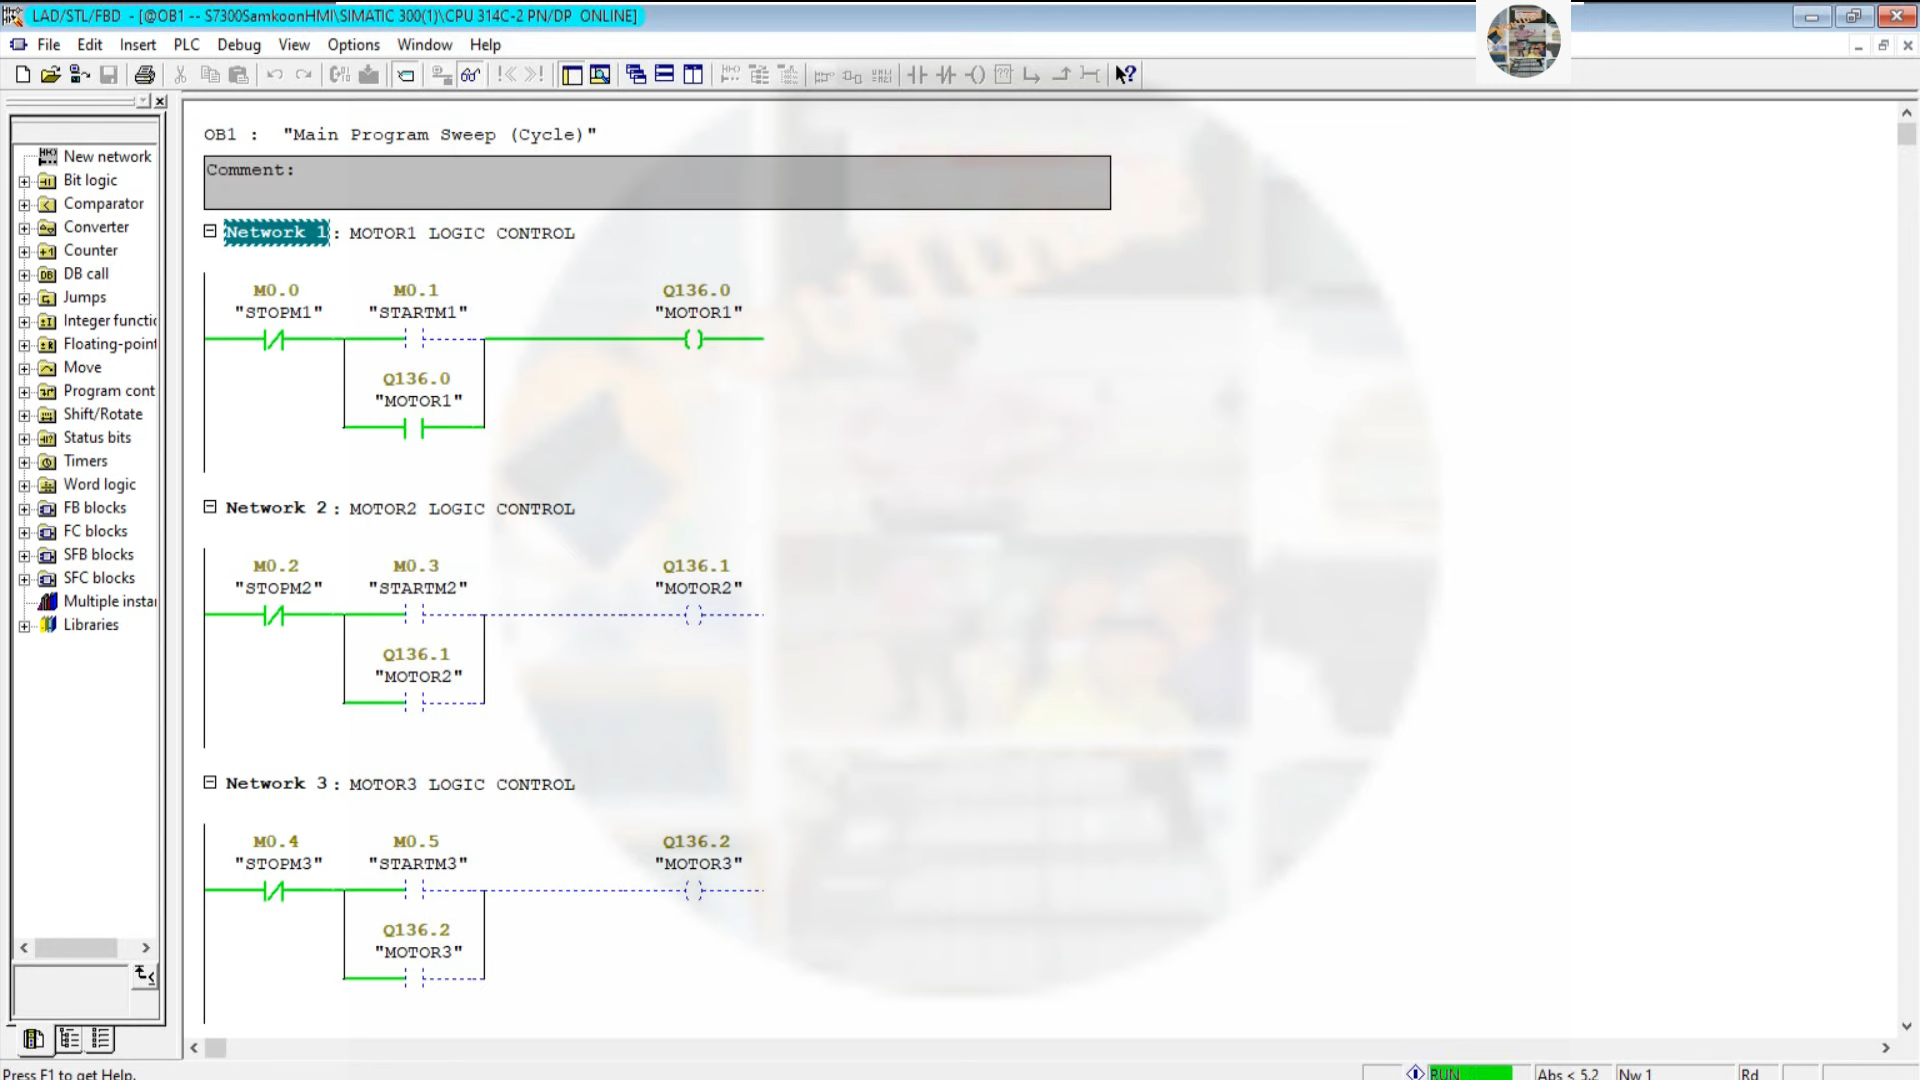 LAD/STL/FBD - [@OB1 -- S7300SamkoonHMI\SIMATIC 300(1)\CPU 314C-2 PN/DP ONLINE]
File Edit Insert PLC Debug View Options Window Help
New network
Bit logic
Comparator
Converter
Counter
DB call
Jumps
Integer functi
Floating-point
Move
Program cont
Shift/Rotate
Status bits
Timers
Word logic
FB blocks
FC blocks
SFB blocks
SFC blocks
Multiple insta
Libraries
OB1 : "Main Program Sweep (Cycle)"
Comment:
Network 1: MOTOR1 LOGIC CONTROL
M0.0 M0.1 Q136.0
"STOPM1" "STARTM1" "MOTOR1"
Q136.0
"MOTOR1"
Network 2: MOTOR2 LOGIC CONTROL
M0.2 M0.3 Q136.1
"STOPM2" "STARTM2" "MOTOR2"
Q136.1
"MOTOR2"
Network 3: MOTOR3 LOGIC CONTROL
M0.4 M0.5 Q136.2
"STOPM3" "STARTM3" "MOTOR3"
Q136.2
"MOTOR3"
Press F1 to get Help.
RUN Abs < 5.2 Nw 1 Rd